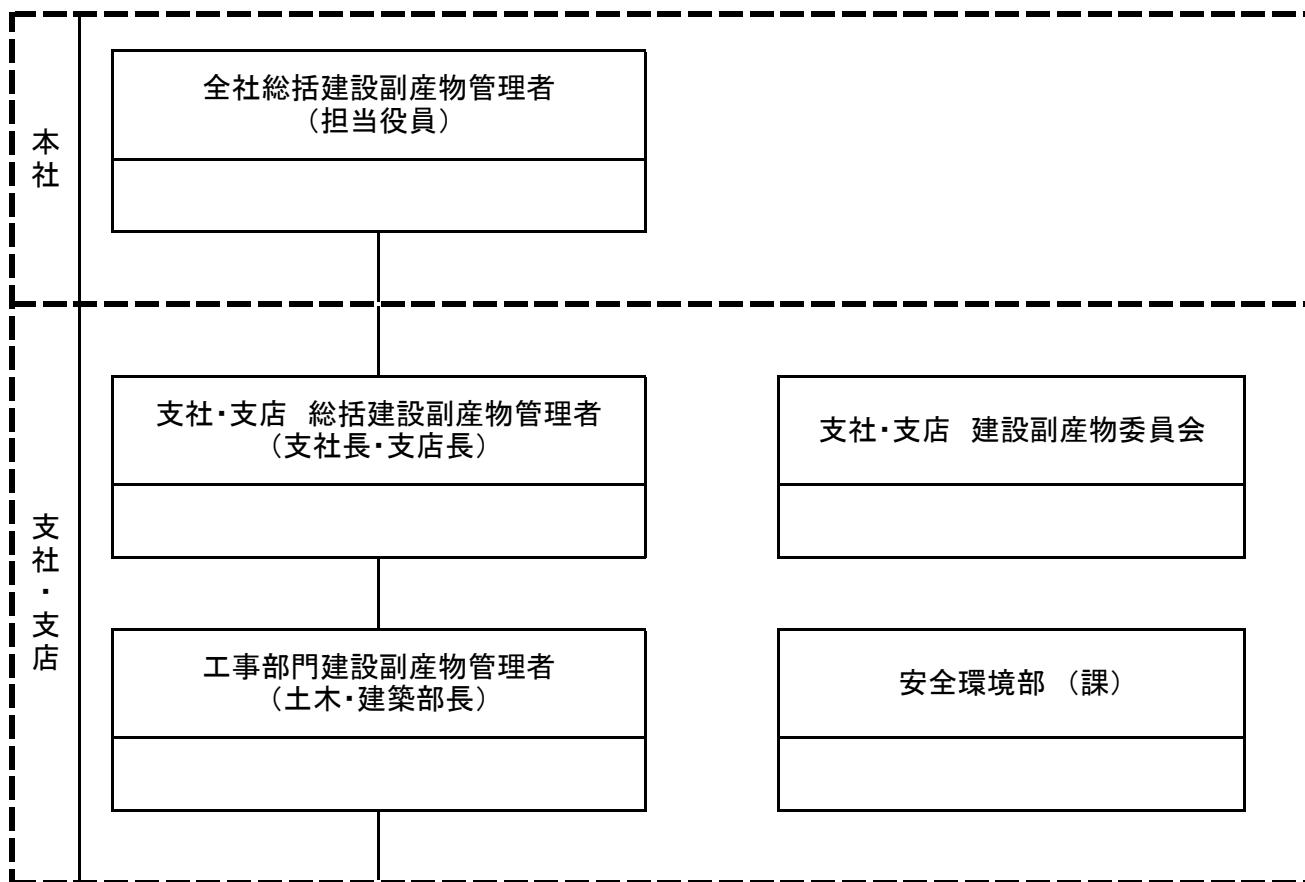 本社
全社総括建設副産物管理者
（担当役員）
支社・支店
支社・支店　総括建設副産物管理者
（支社長・支店長）
支社・支店　建設副産物委員会
工事部門建設副産物管理者
（土木・建築部長）
安全環境部　（課）